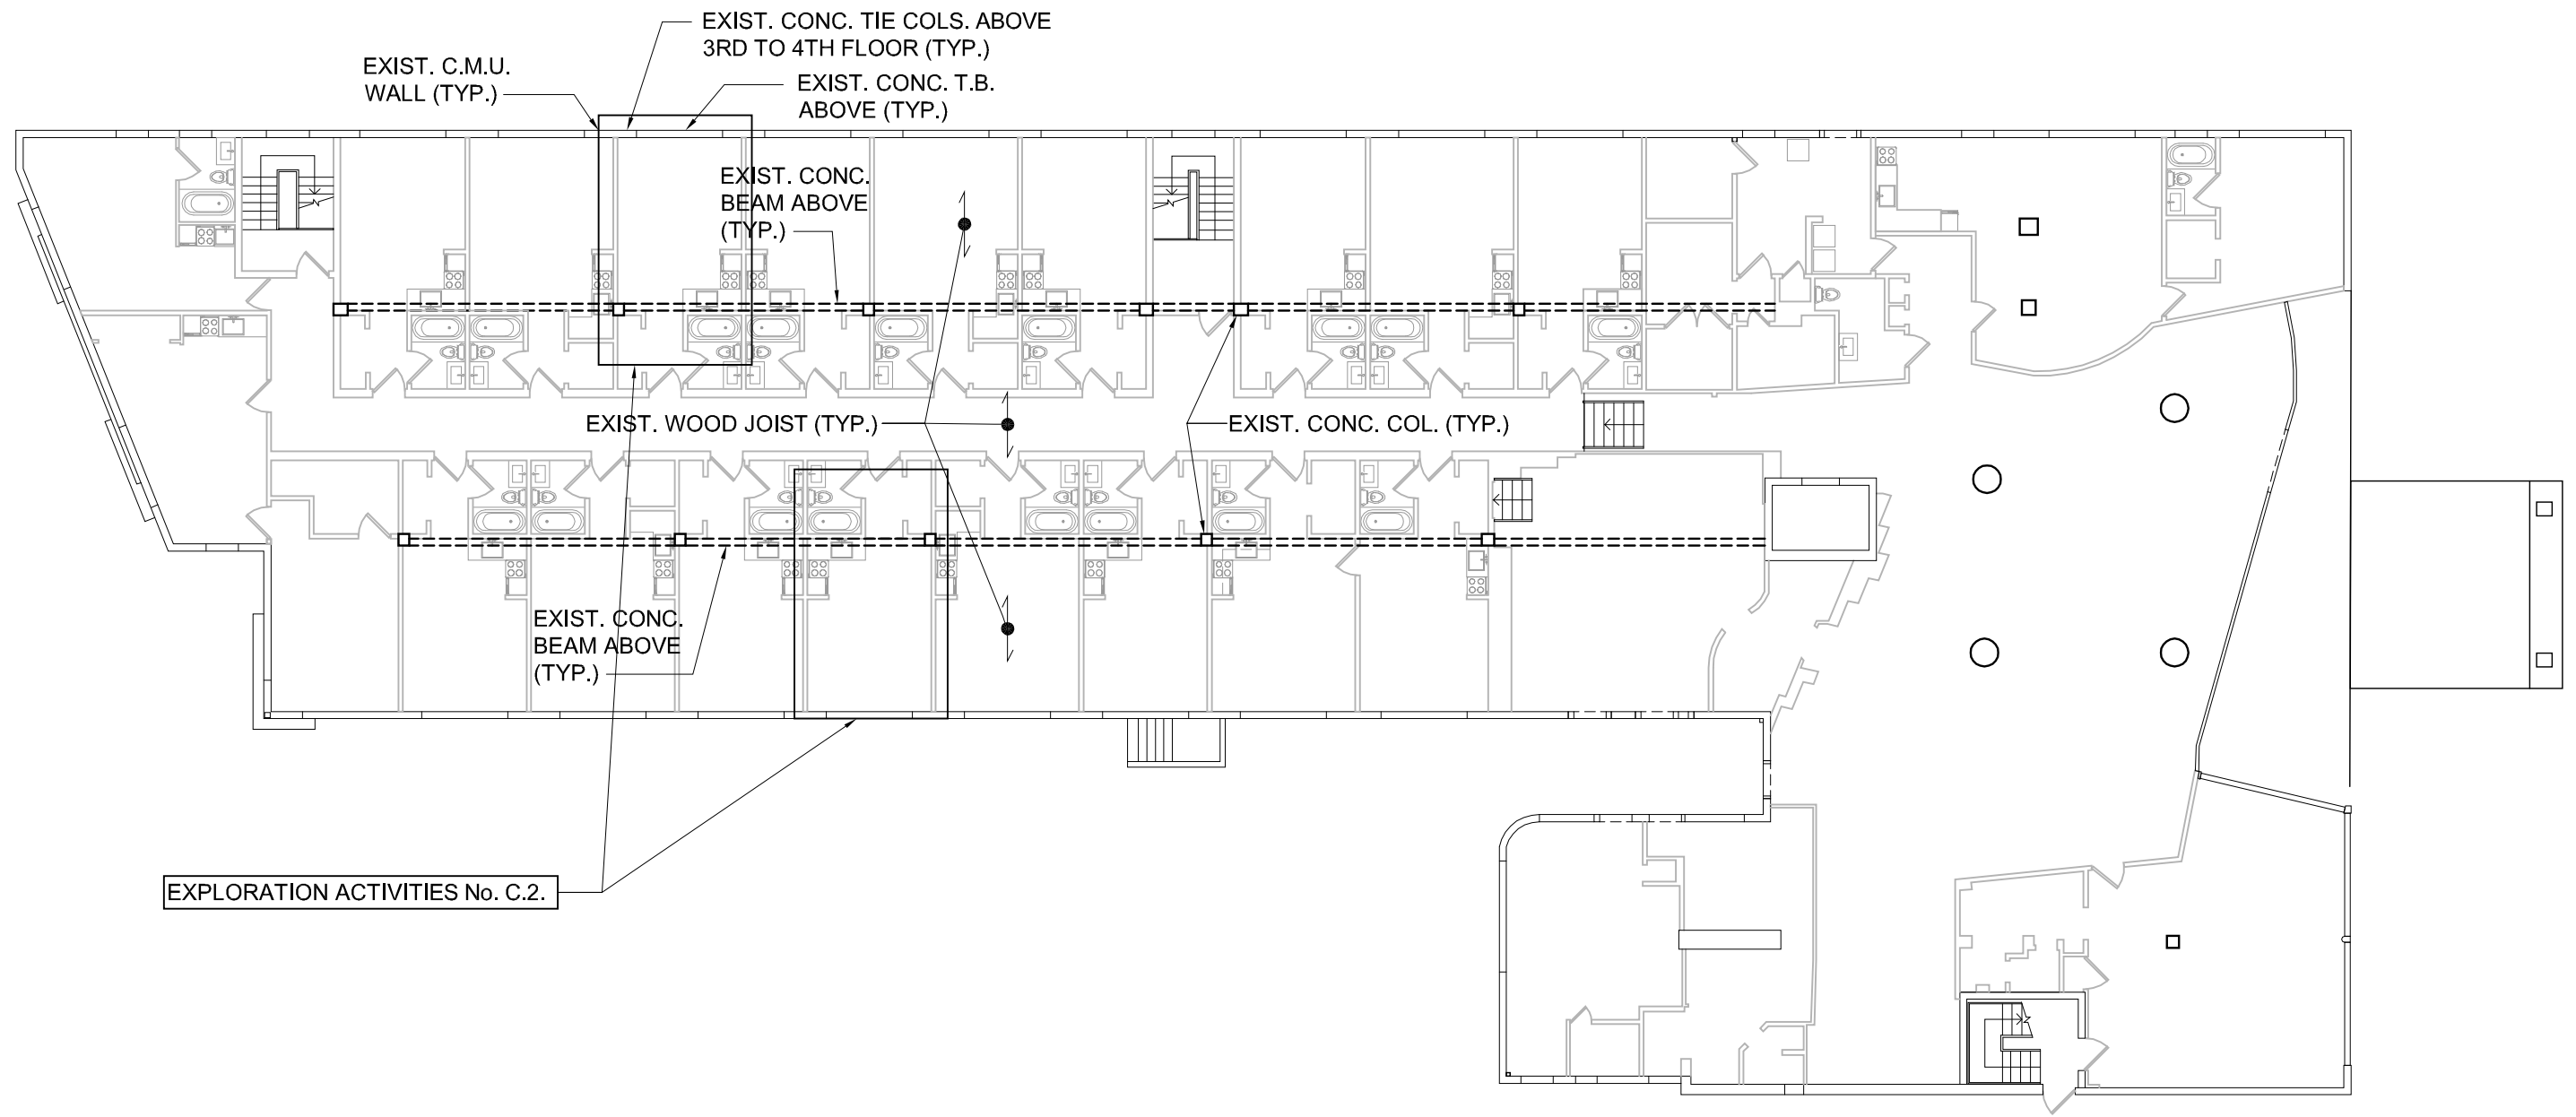 EXIST. CONC. TIE COLS. ABOVE
3RD TO 4TH FLOOR (TYP.)
EXIST. C.M.U.
WALL (TYP.)
EXIST. CONC. T.B.
ABOVE (TYP.)
EXIST. CONC.
BEAM ABOVE
(TYP.)
EXIST. WOOD JOIST (TYP.)
EXIST. CONC. COL. (TYP.)
EXIST. CONC.
BEAM ABOVE
(TYP.)
EXPLORATION ACTIVITIES No. C.2.